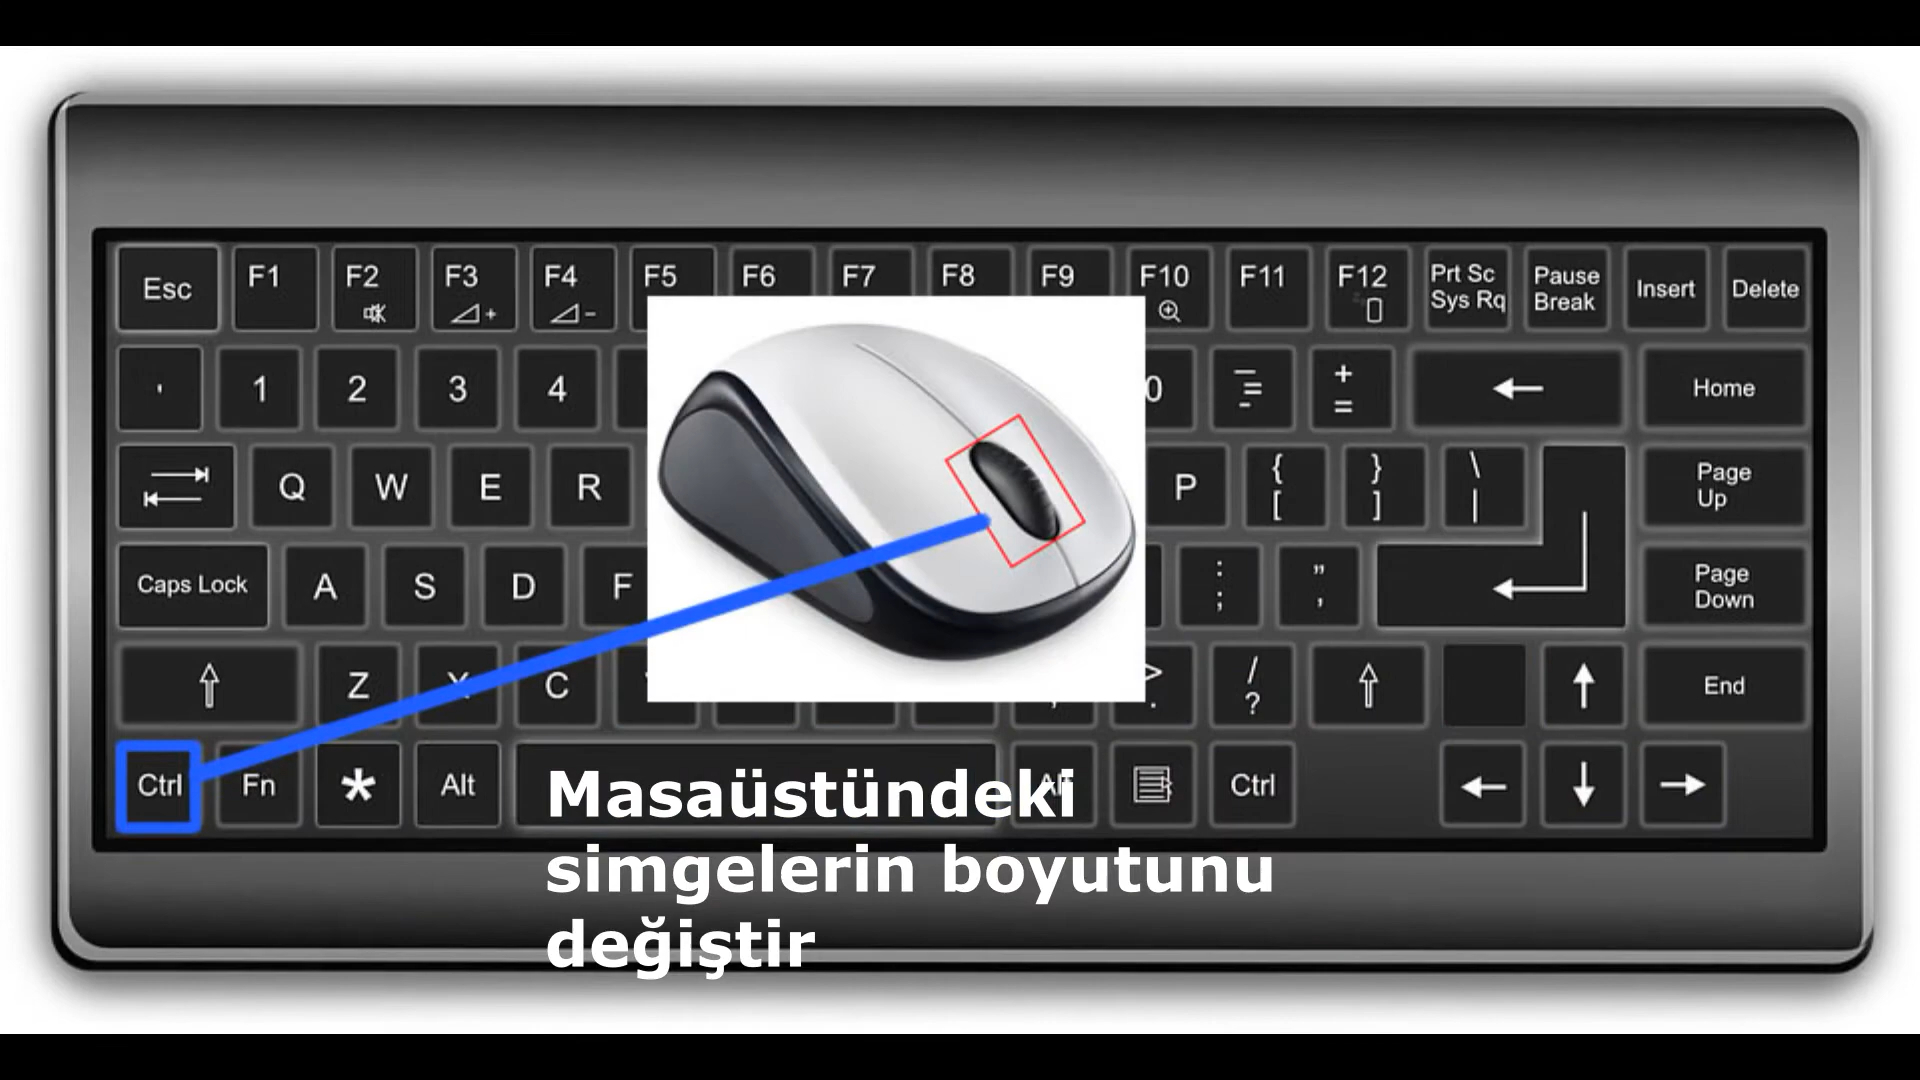 Esc F1 F2 F3 F4 F5 F6 F7 F8 F9 F10 F11 F12 Prt Sc Sys Rq Pause Break Insert Delete
' 1 2 3 4 0 + = Home
Q W E R P { [ } ] \ | Page Up
Caps Lock A S D F : ; " , Page Down
Z X C > . / ? End
Ctrl Fn * Alt Alt Ctrl
Masaüstündeki
simgelerin boyutunu
değiştir